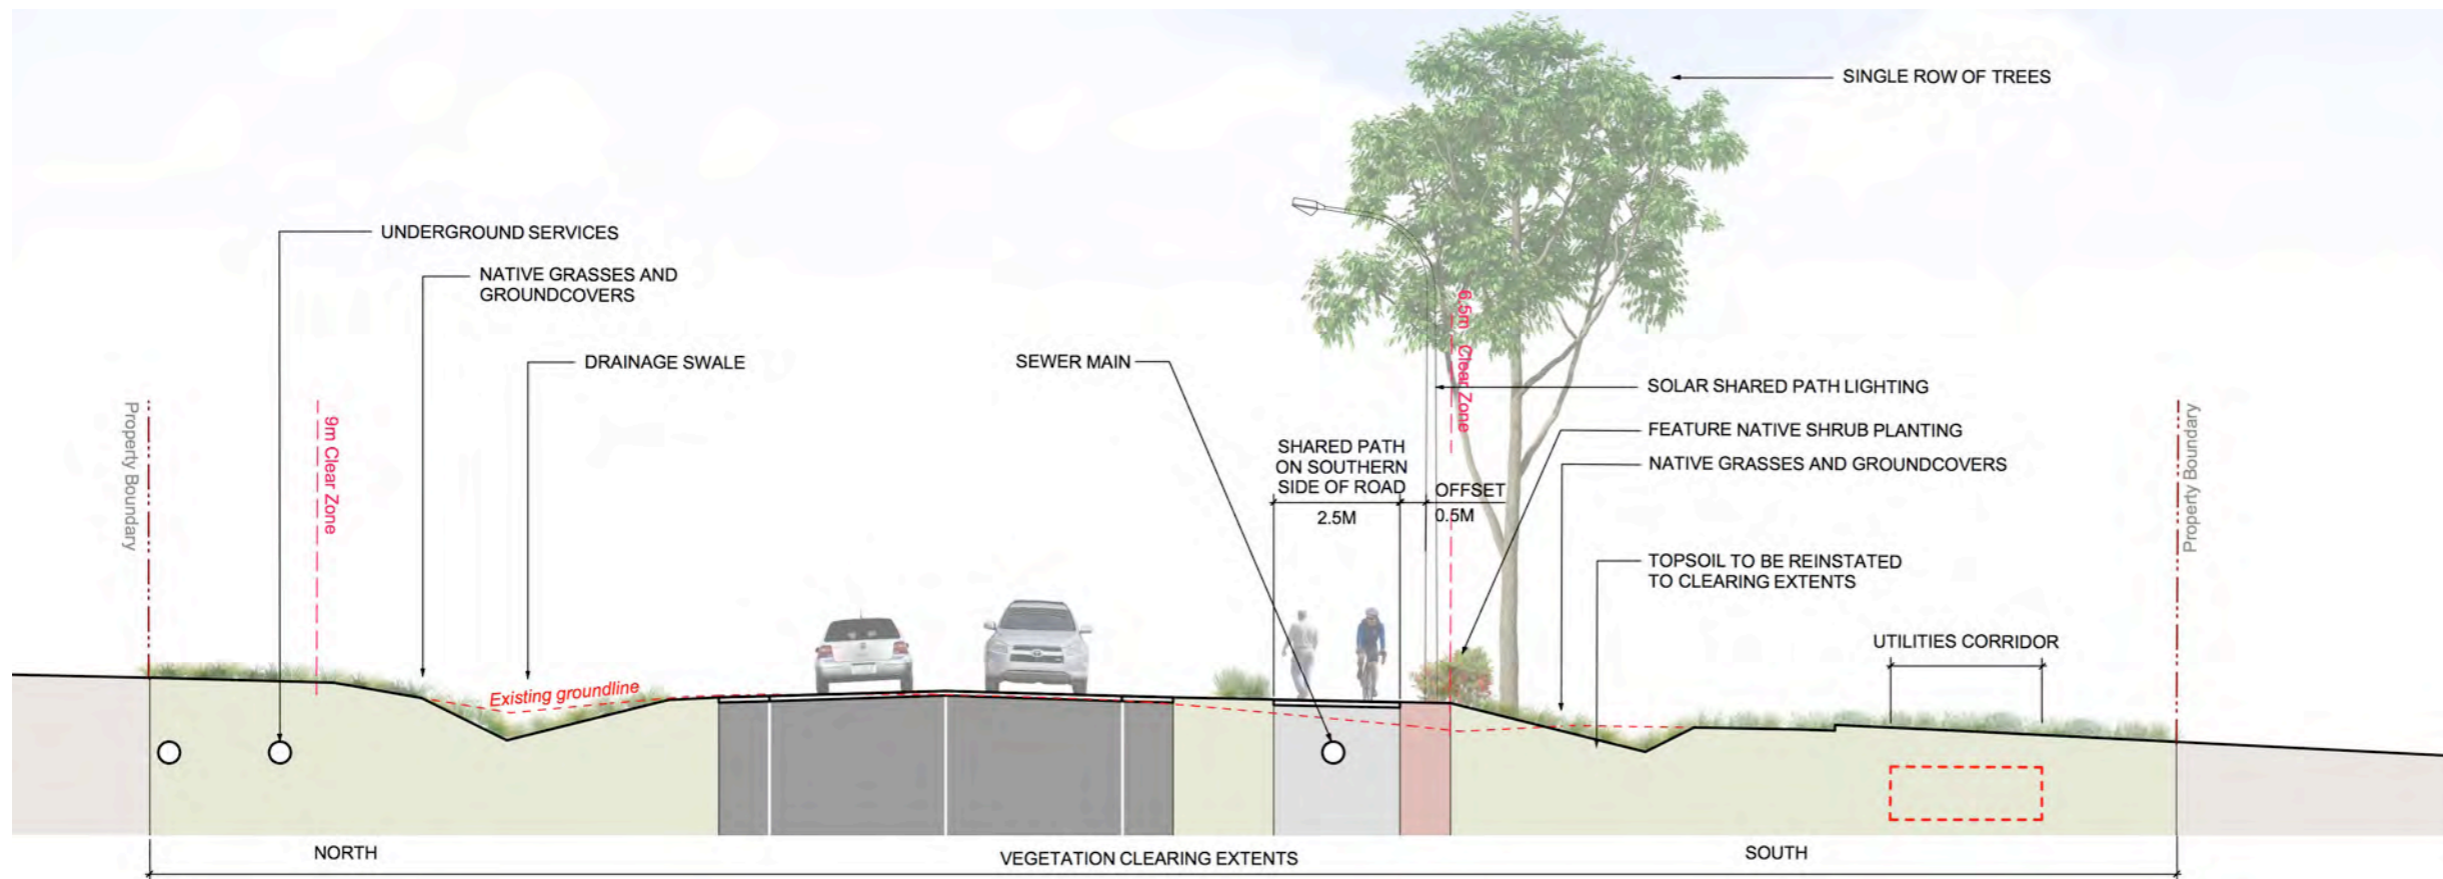 SINGLE ROW OF TREES
UNDERGROUND SERVICES
NATIVE GRASSES AND
GROUNDCOVERS
DRAINAGE SWALE
SEWER MAIN
6.5m Clear Zone
SOLAR SHARED PATH LIGHTING
FEATURE NATIVE SHRUB PLANTING
NATIVE GRASSES AND GROUNDCOVERS
Property Boundary
9m Clear Zone
SHARED PATH
ON SOUTHERN
SIDE OF ROAD
2.5M
OFFSET
0.5M
Property Boundary
TOPSOIL TO BE REINSTATED
TO CLEARING EXTENTS
UTILITIES CORRIDOR
Existing groundline
NORTH
VEGETATION CLEARING EXTENTS
SOUTH